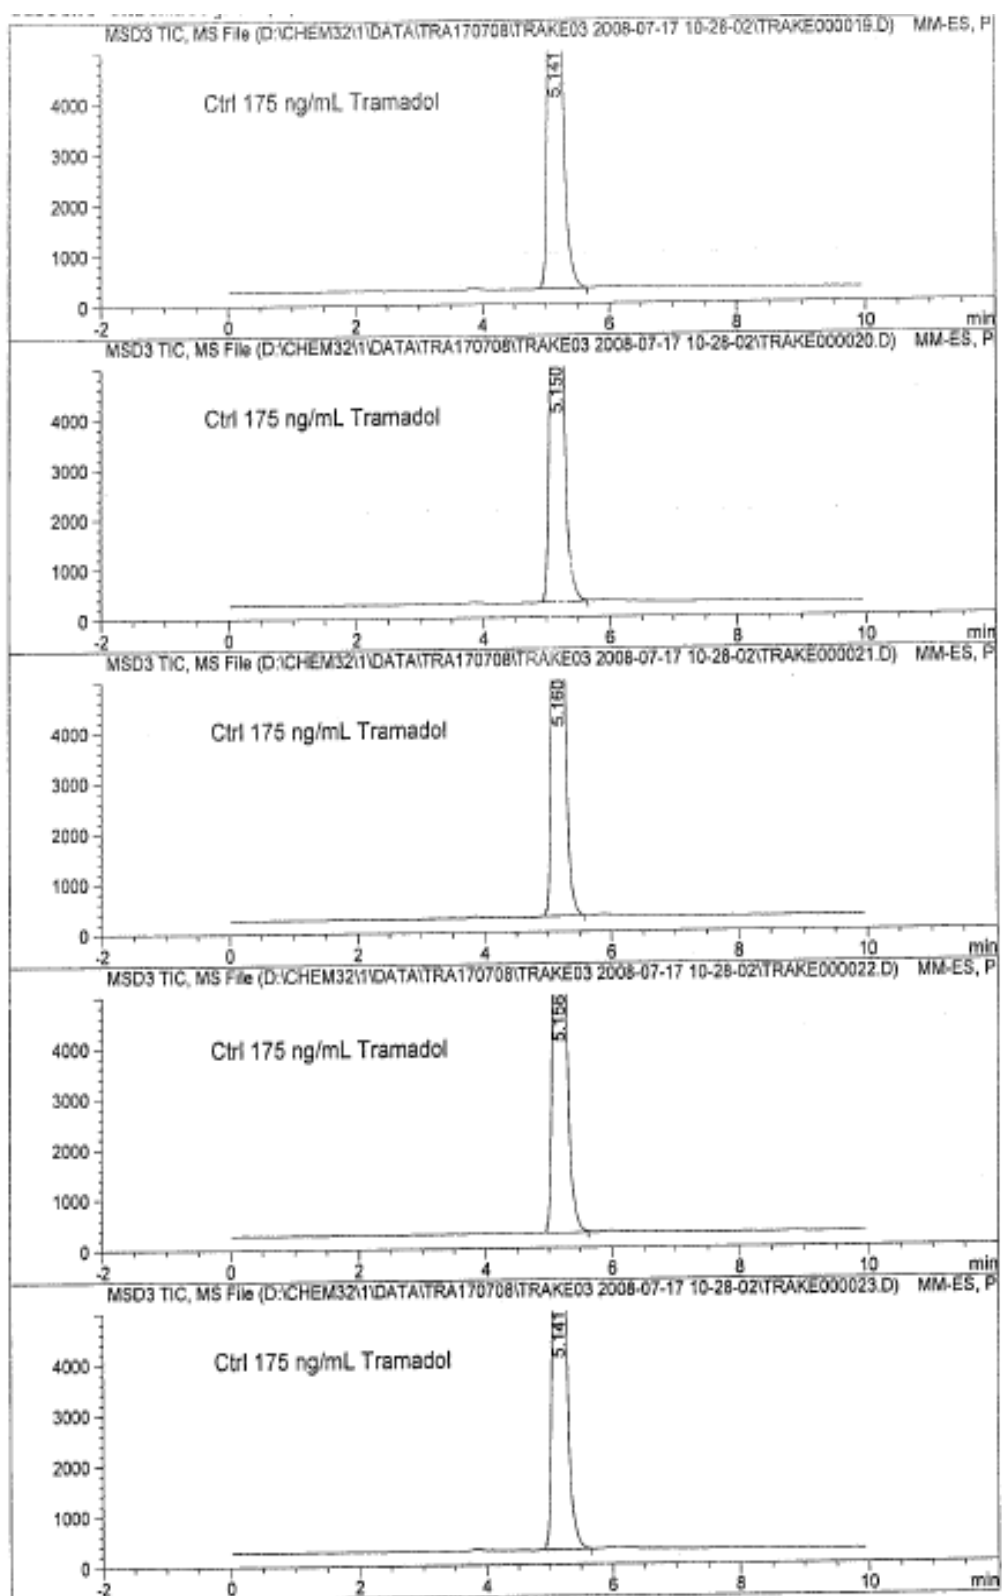 MSD3 TIC, MS File (D:\CHEM32\1\DATA\TRA170708\TRAKE03 2008-07-17 10-28-02\TRAKE000019.D) MM-ES, P
5.141
Ctrl 175 ng/mL Tramadol
4000
3000
2000
1000
0
-2 0 2 4 6 8 10 min
MSD3 TIC, MS File (D:\CHEM32\1\DATA\TRA170708\TRAKE03 2008-07-17 10-28-02\TRAKE000020.D) MM-ES, P
5.150
Ctrl 175 ng/mL Tramadol
4000
3000
2000
1000
0
-2 0 2 4 6 8 10 min
MSD3 TIC, MS File (D:\CHEM32\1\DATA\TRA170708\TRAKE03 2008-07-17 10-28-02\TRAKE000021.D) MM-ES, P
5.160
Ctrl 175 ng/mL Tramadol
4000
3000
2000
1000
0
-2 0 2 4 6 8 10 min
MSD3 TIC, MS File (D:\CHEM32\1\DATA\TRA170708\TRAKE03 2008-07-17 10-28-02\TRAKE000022.D) MM-ES, P
Ctrl 175 ng/mL Tramadol
4000
3000
2000
1000
0
-2 0 2 4 6 8 10 min
MSD3 TIC, MS File (D:\CHEM32\1\DATA\TRA170708\TRAKE03 2008-07-17 10-28-02\TRAKE000023.D) MM-ES, P
5.141
Ctrl 175 ng/mL Tramadol
4000
3000
2000
1000
0
-2 0 2 4 6 8 10 min